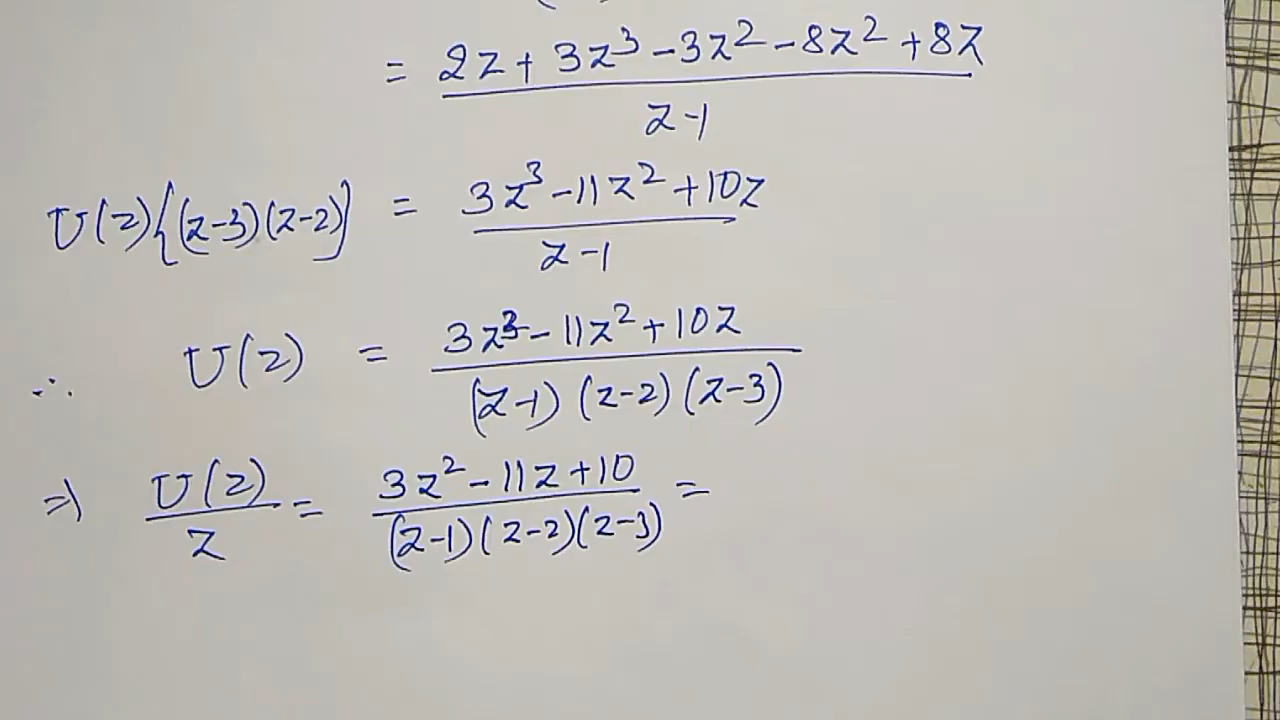 = 2z + 3z³ - 3z² - 8z² + 8z / z-1
U(z){(z-3)(z-2)} = 3z³ - 11z² + 10z / z-1
∴ U(z) = 3z³ - 11z² + 10z / (z-1)(z-2)(z-3)
⇒ U(z)/z = 3z² - 11z + 10 / (z-1)(z-2)(z-3) =